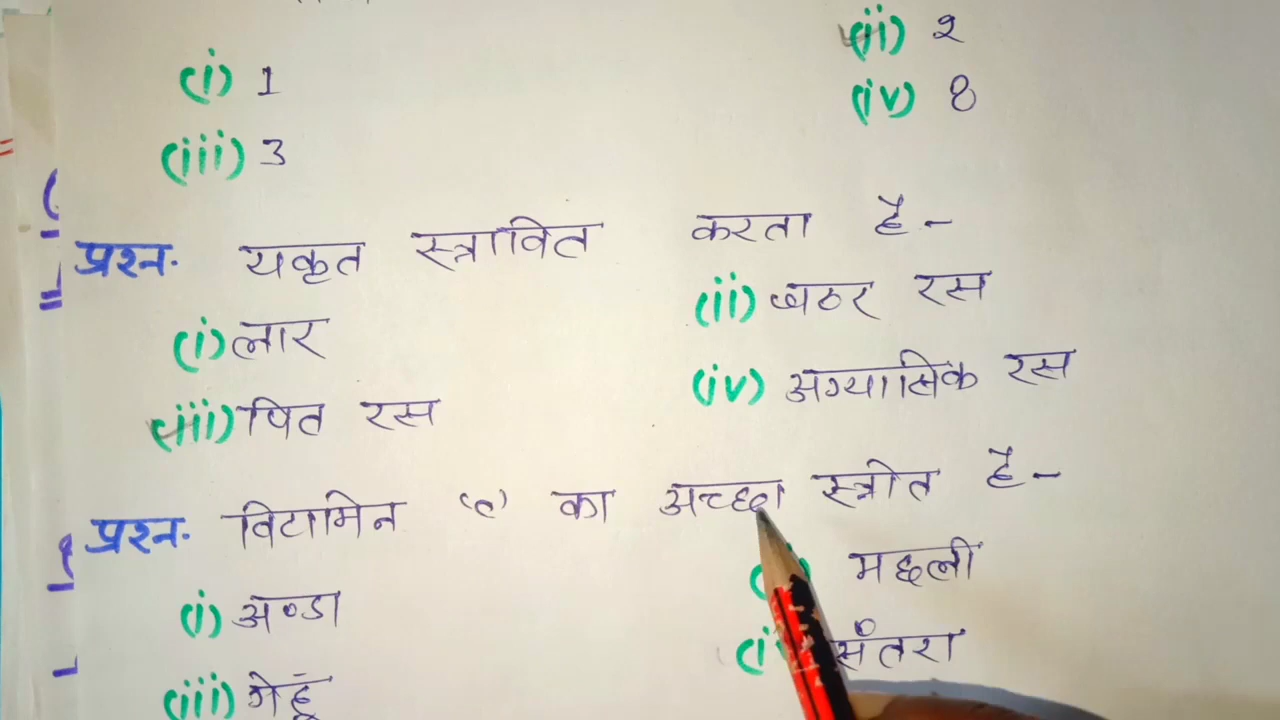 (i) 1 (ii) २
(iii) 3 (iv) 8
प्रश्न. यकृत स्त्रावित करता है-
(i) लार (ii) जठर रस
(iii) पित रस (iv) अग्यासिक रस
प्रश्न. विटामिन 'ए' का अच्छा स्त्रोत है-
(i) अण्डा मछली
(iii) गेहूँ संतरा